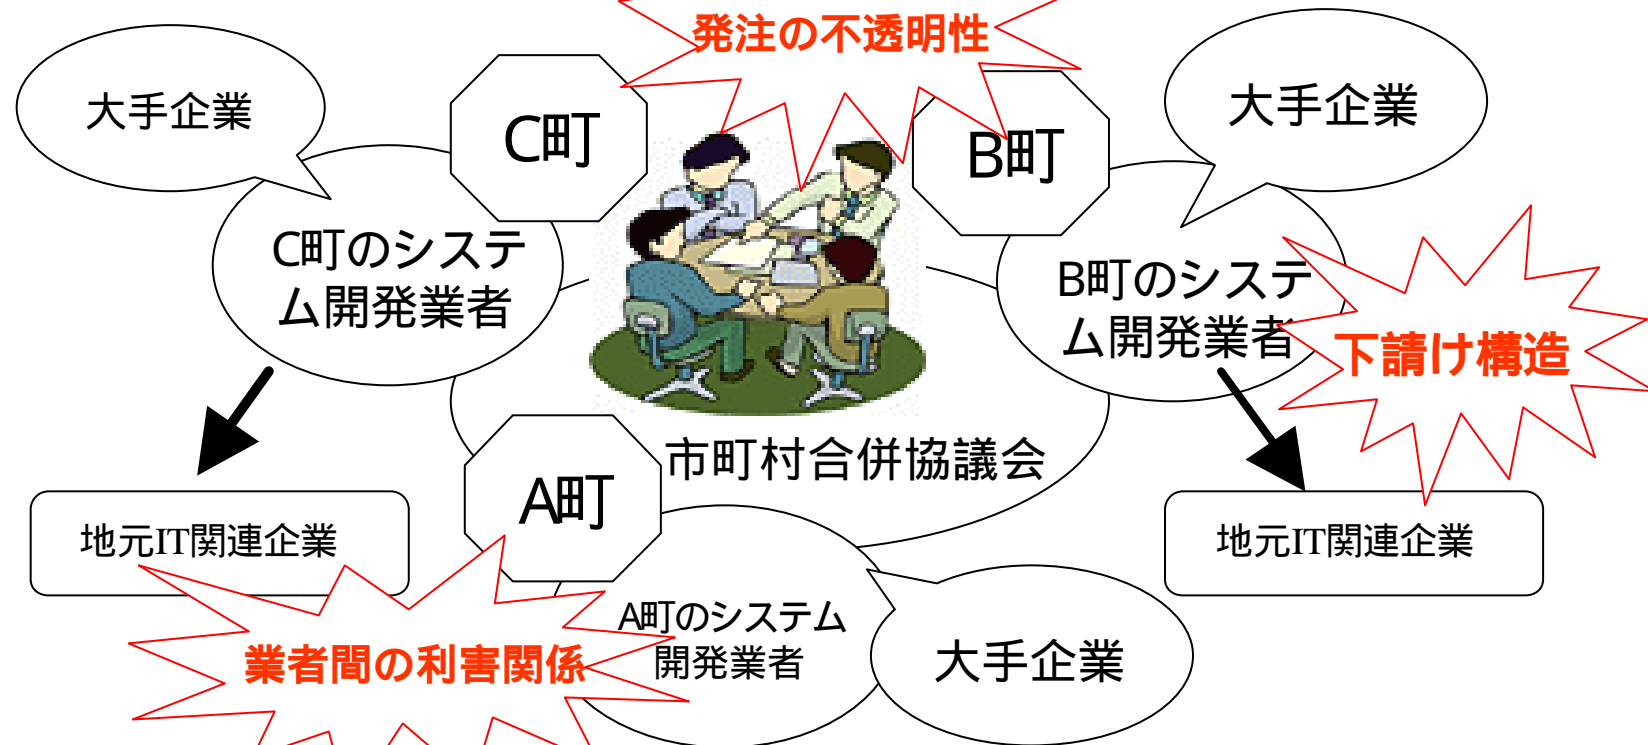 発注の不透明性
大手企業
C町
B町
大手企業
C町のシステ
ム開発業者
B町のシステ
ム開発業者
下請け構造
市町村合併協議会
A町
地元IT関連企業
地元IT関連企業
A町のシステム
開発業者
業者間の利害関係
大手企業